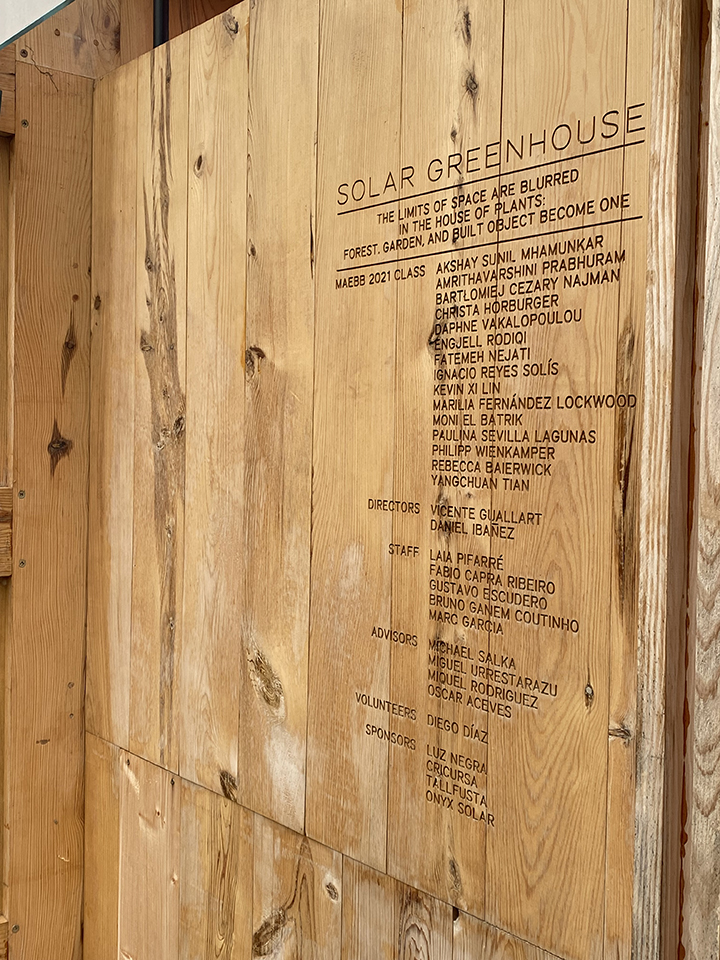 SOLAR GREENHOUSE
THE LIMITS OF SPACE ARE BLURRED
IN THE HOUSE OF PLANTS:
FOREST, GARDEN, AND BUILT OBJECT BECOME ONE
MAEBB 2021 CLASS AKSHAY SUNIL MHAMUNKAR
AMRITHAVARSHINI PRABHURAM
BARTŁOMIEJ CEZARY NAJMAN
CHRISTA HÖRBURGER
DAPHNE VAKALOPOULOU
ENGJELL RODIQI
FATEMEH NEJATI
IGNACIO REYES SOLÍS
KEVIN XI LIN
MARILIA FERNÁNDEZ LOCKWOOD
MONI EL BATRIK
PAULINA SEVILLA LAGUNAS
PHILIPP WIENKAMPER
REBECCA BAIERWICK
YANGCHUAN TIAN
DIRECTORS VICENTE GUALLART
DANIEL IBAÑEZ
STAFF LAIA PIFARRÉ
FABIO CAPRA RIBEIRO
GUSTAVO ESCUDERO
BRUNO GANEM COUTINHO
MARC GARCIA
ADVISORS MICHAEL SALKA
MIGUEL URRESTARAZU
MIQUEL RODRIGUEZ
OSCAR ACEVES
VOLUNTEERS DIEGO DÍAZ
SPONSORS LUZ NEGRA
CRICURSA
TALLFUSTA
ONYX SOLAR